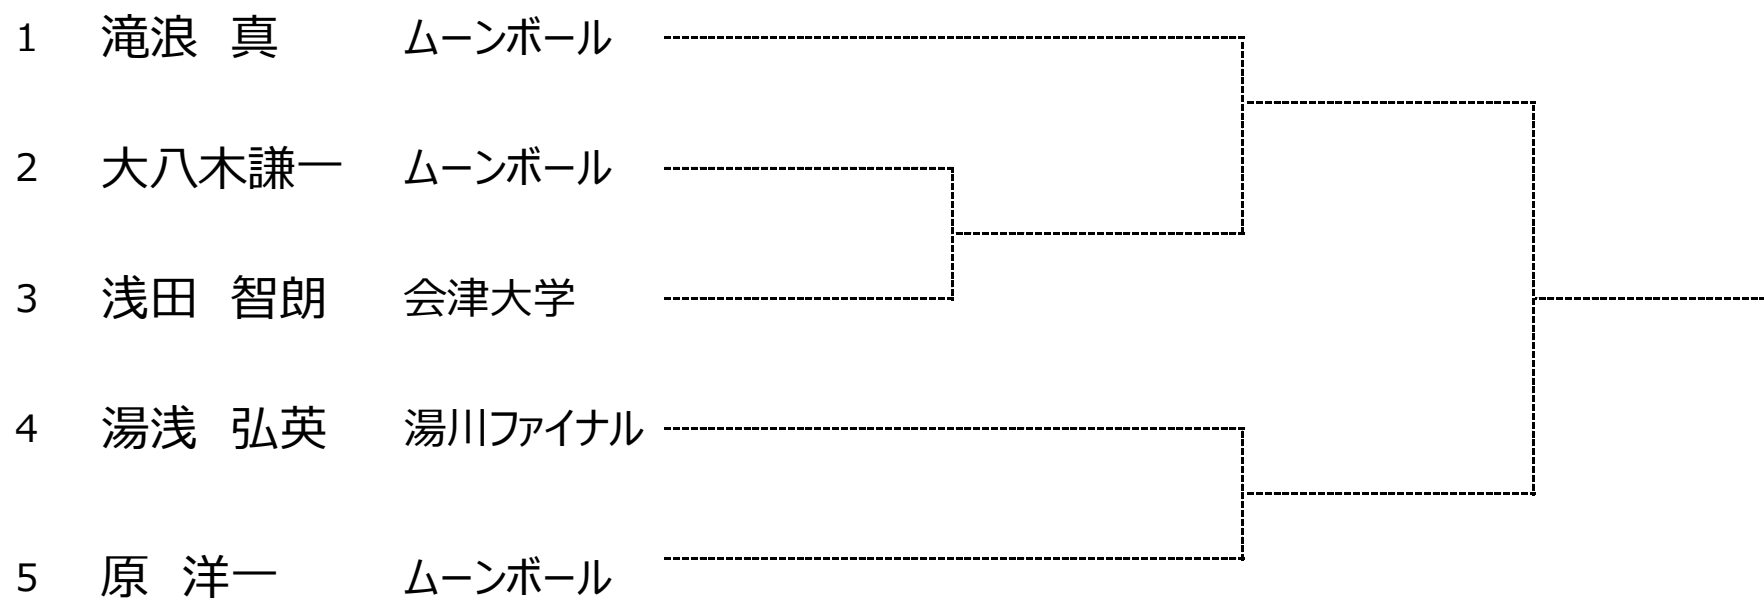 1 滝浪 真 ムーンボール
2 大八木謙一 ムーンボール
3 浅田 智朗 会津大学
4 湯浅 弘英 湯川ファイナル
5 原 洋一 ムーンボール